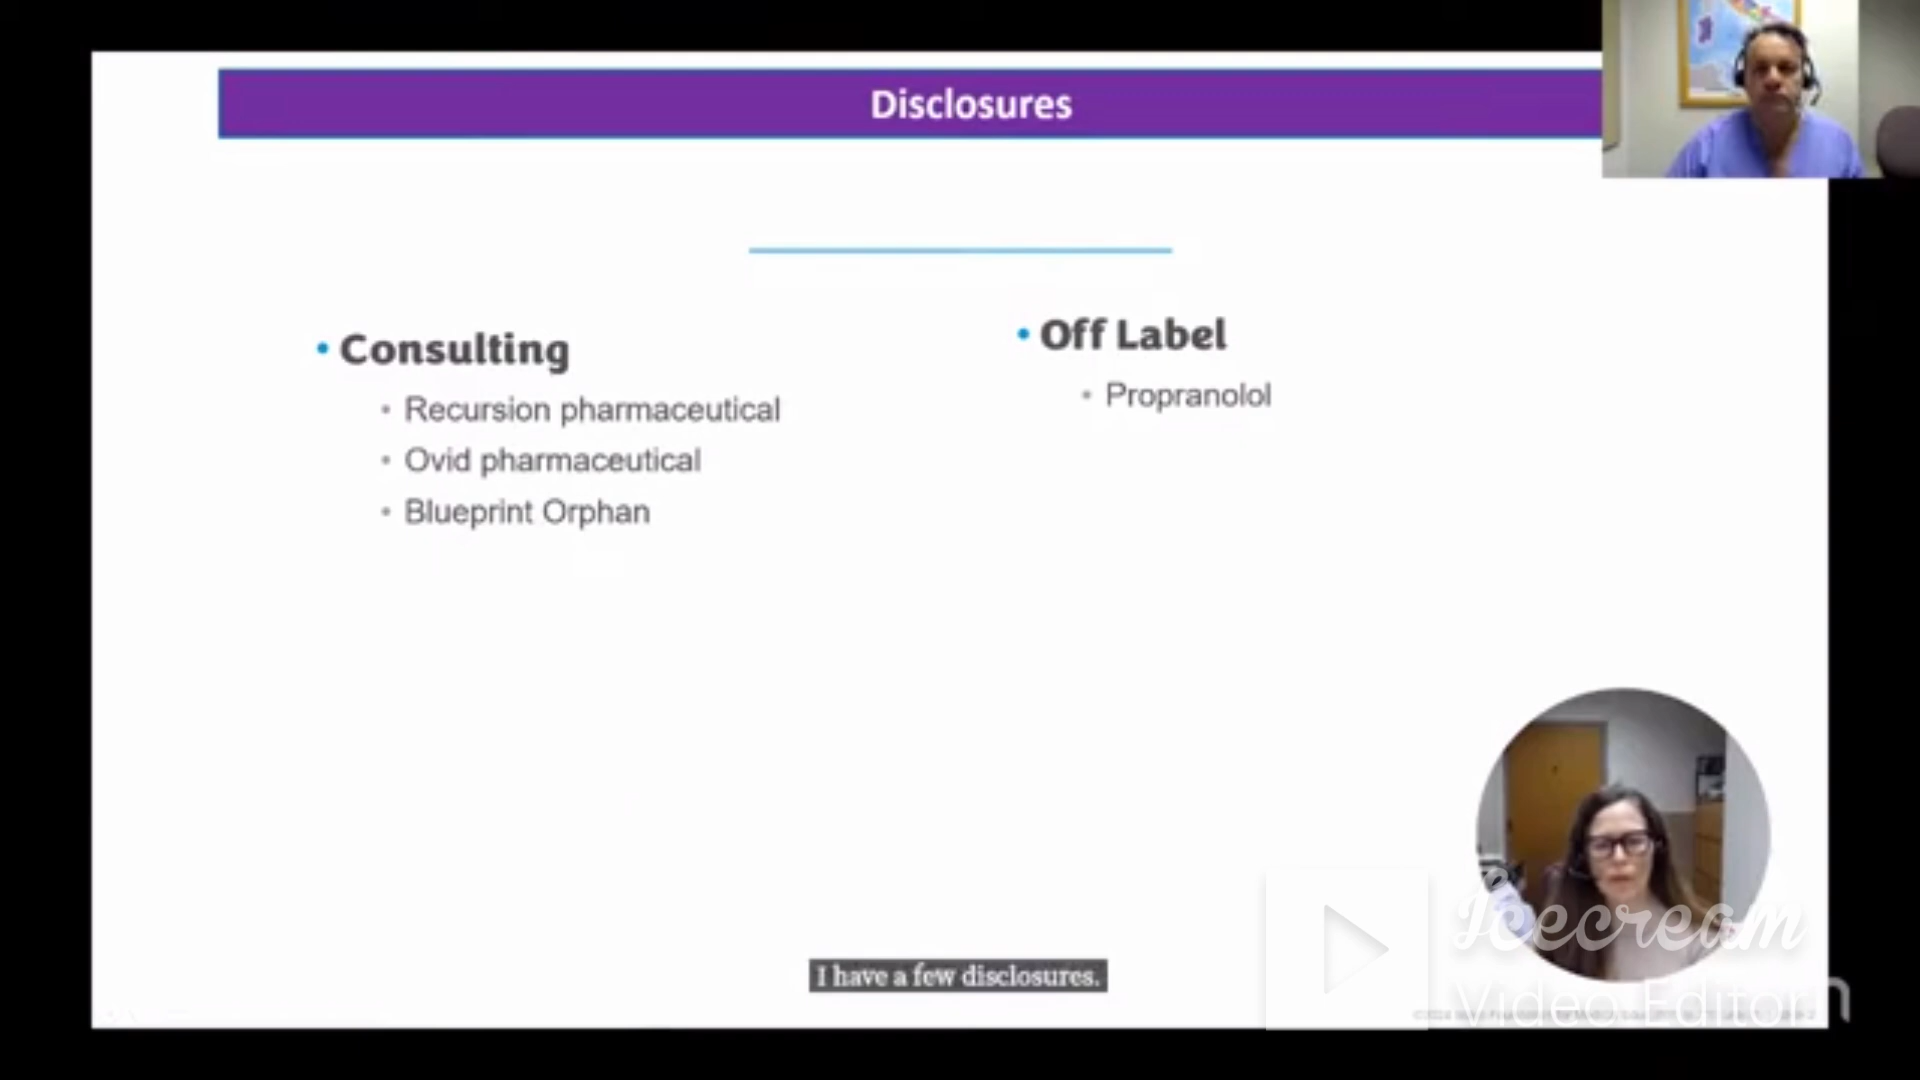 Disclosures
• Consulting
• Recursion pharmaceutical
• Ovid pharmaceutical
• Blueprint Orphan
• Off Label
• Propranolol
I have a few disclosures.
Icecream
Video Editor